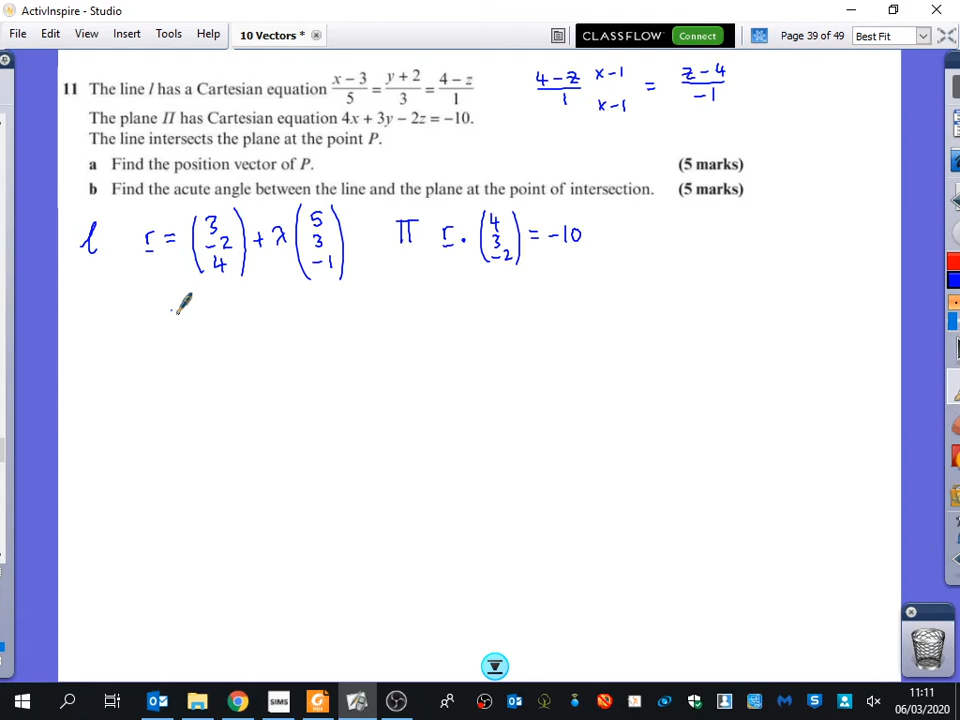 ActivInspire - Studio
File Edit View Insert Tools Help 10 Vectors * CLASSFLOW Connect Page 39 of 49 Best Fit
11 The line l has a Cartesian equation (x − 3)/5 = (y + 2)/3 = (4 − z)/1
The plane Π has Cartesian equation 4x + 3y − 2z = −10.
The line intersects the plane at the point P.
a Find the position vector of P. (5 marks)
b Find the acute angle between the line and the plane at the point of intersection. (5 marks)
(4−z)/1 ×−1 ×−1 = (z−4)/−1
l r = (3 −2 4) + λ (5 3 −1) Π r · (4 3 −2) = −10
SIMS
11:11
06/03/2020